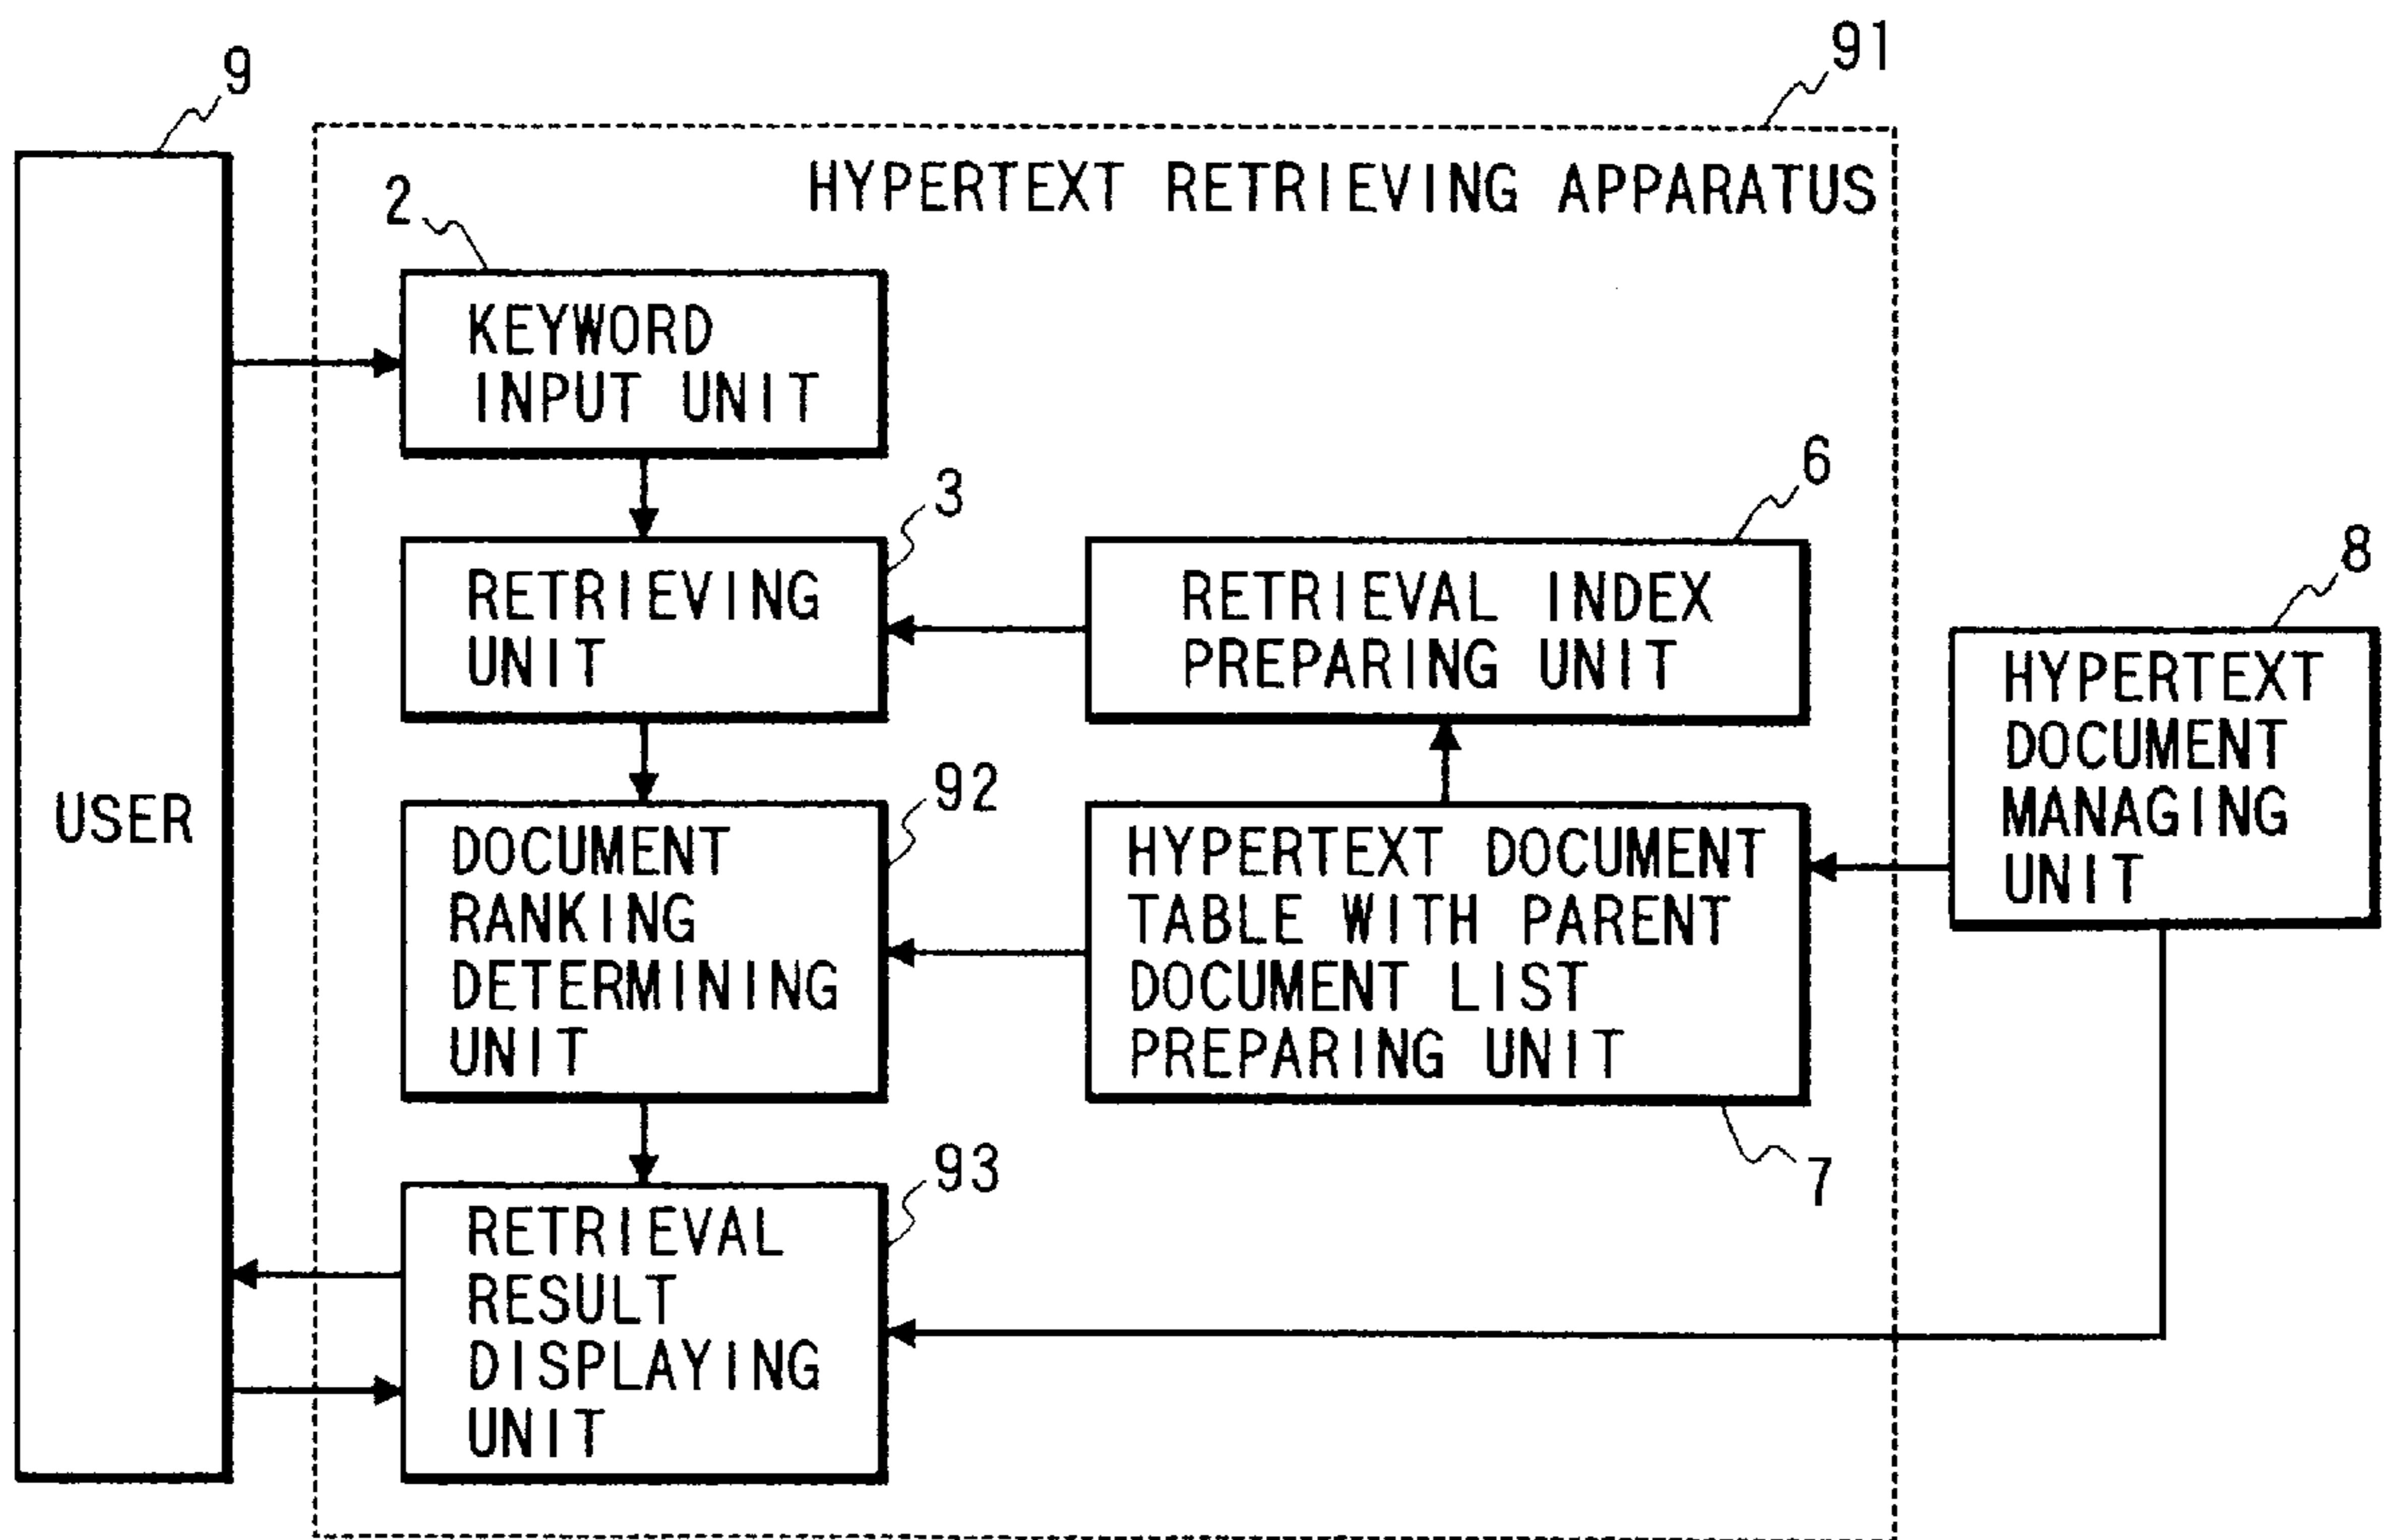 91
9
HYPERTEXT RETRIEVING APPARATUS
2
KEYWORD
INPUT UNIT
3
RETRIEVING
UNIT
6
RETRIEVAL INDEX
PREPARING UNIT
8
HYPERTEXT
DOCUMENT
MANAGING
UNIT
USER
92
DOCUMENT
RANKING
DETERMINING
UNIT
HYPERTEXT DOCUMENT
TABLE WITH PARENT
DOCUMENT LIST
PREPARING UNIT
7
93
RETRIEVAL
RESULT
DISPLAYING
UNIT